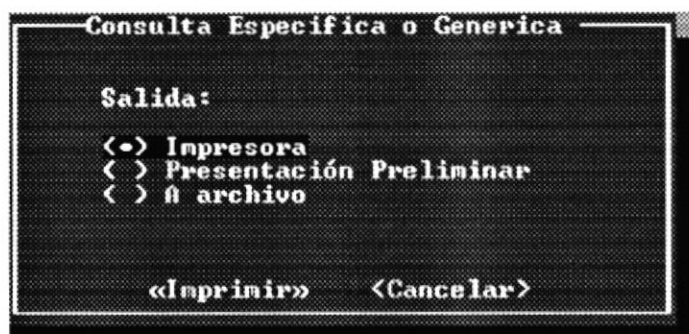 Consulta Especifica o Generica
Salida:
(•) Impresora
( ) Presentación Preliminar
( ) A archivo
«Imprimir» <Cancelar>